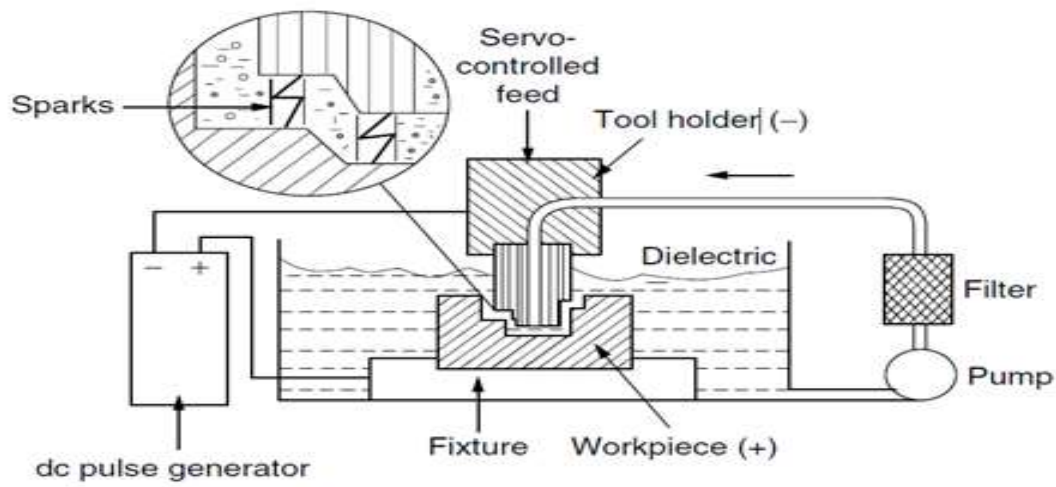 Servo-
controlled
feed
Sparks
Tool holder (–)
– +
Dielectric
Filter
Pump
Fixture
Workpiece (+)
dc pulse generator